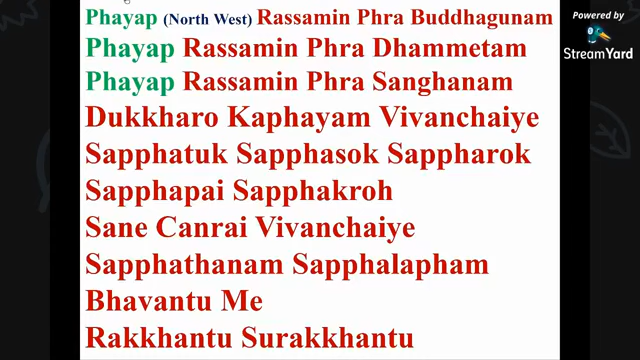 Phayap (North West) Rassamin Phra Buddhagunam
Phayap Rassamin Phra Dhammetam
Phayap Rassamin Phra Sanghanam
Dukkharo Kaphayam Vivanchaiye
Sapphatuk Sapphasok Sappharok
Sapphapai Sapphakroh
Sane Canrai Vivanchaiye
Sapphathanam Sapphalapham
Bhavantu Me
Rakkhantu Surakkhantu
Powered by
StreamYard